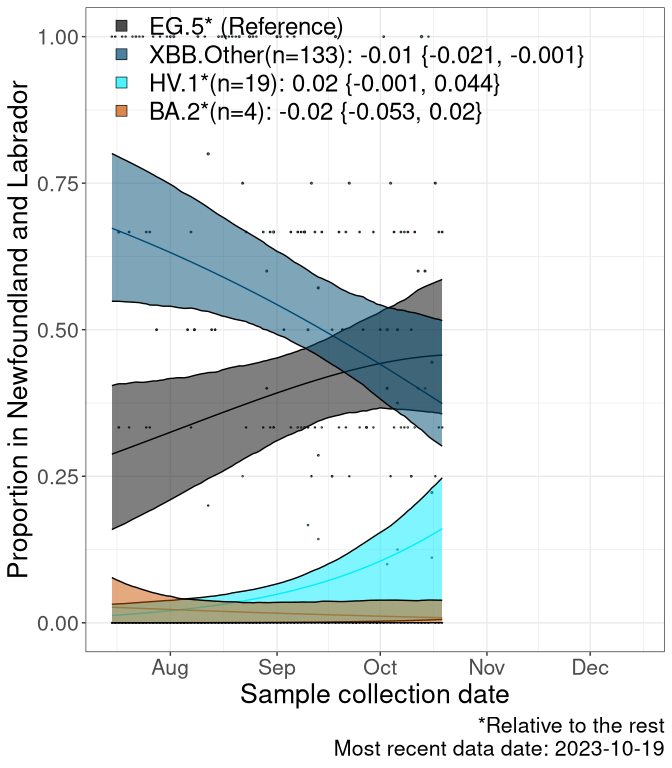 EG.5* (Reference)
XBB.Other(n=133): -0.01 {-0.021, -0.001}
HV.1*(n=19): 0.02 {-0.001, 0.044}
BA.2*(n=4): -0.02 {-0.053, 0.02}
Proportion in Newfoundland and Labrador
1.00
0.75
0.50
0.25
0.00
Aug Sep Oct Nov Dec
Sample collection date
*Relative to the rest
Most recent data date: 2023-10-19